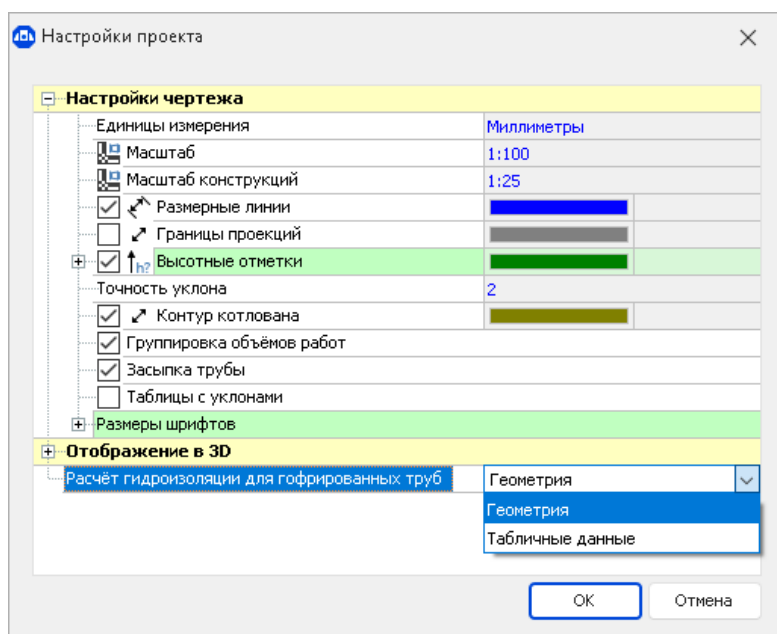 Настройки проекта
Настройки чертежа
Единицы измерения Миллиметры
Масштаб 1:100
Масштаб конструкций 1:25
Размерные линии
Границы проекций
h? Высотные отметки
Точность уклона 2
Контур котлована
Группировка объёмов работ
Засыпка трубы
Таблицы с уклонами
Размеры шрифтов
Отображение в 3D
Расчёт гидроизоляции для гофрированных труб Геометрия
Геометрия
Табличные данные
ОК Отмена